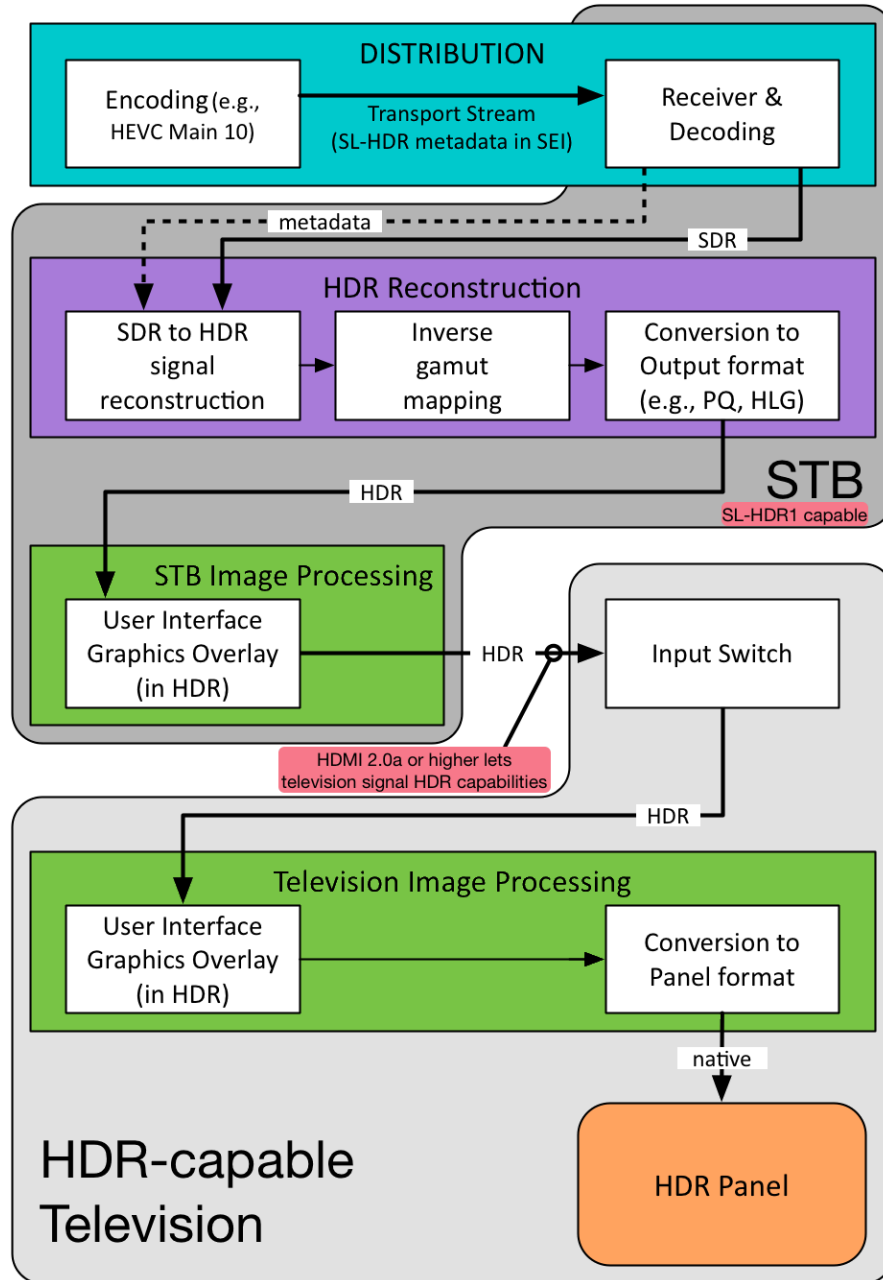 DISTRIBUTION
Encoding (e.g.,
HEVC Main 10)
Transport Stream
(SL-HDR metadata in SEI)
Receiver &
Decoding
metadata
SDR
HDR Reconstruction
SDR to HDR
signal
reconstruction
Inverse
gamut
mapping
Conversion to
Output format
(e.g., PQ, HLG)
HDR
STB
SL-HDR1 capable
STB Image Processing
User Interface
Graphics Overlay
(in HDR)
HDR
Input Switch
HDMI 2.0a or higher lets
television signal HDR capabilities
HDR
Television Image Processing
User Interface
Graphics Overlay
(in HDR)
Conversion to
Panel format
native
HDR-capable
Television
HDR Panel